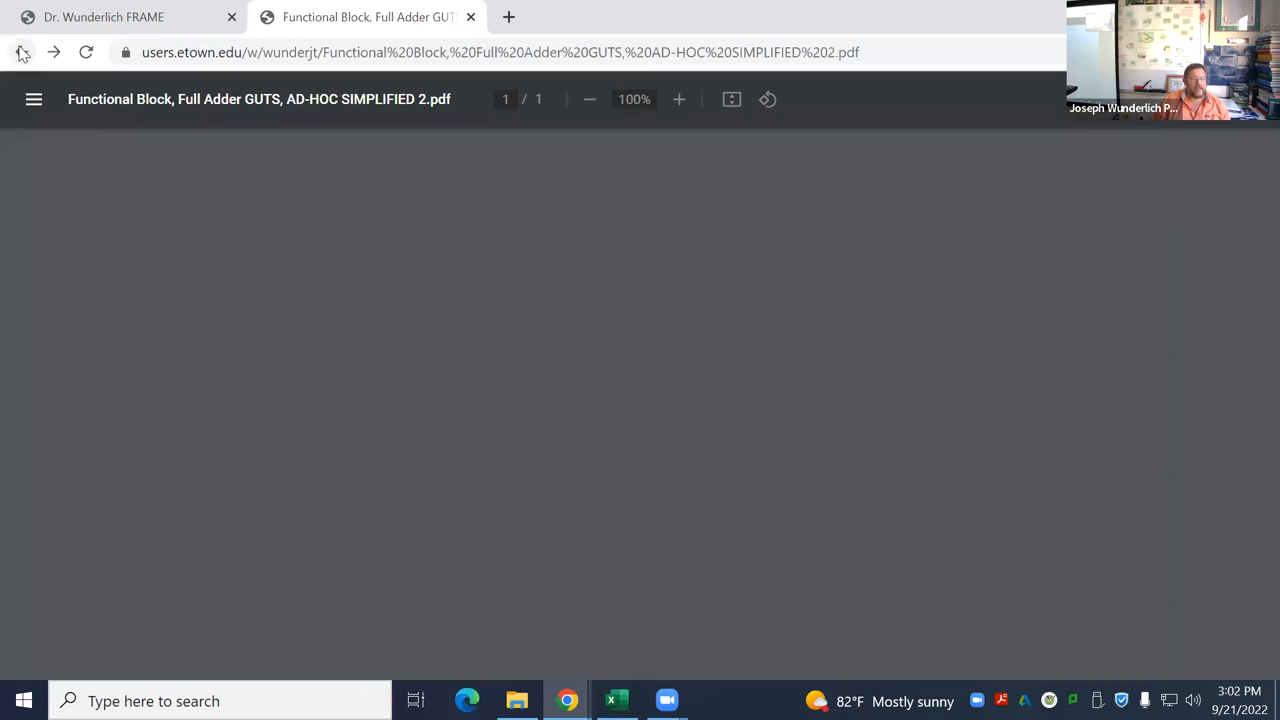 Dr. Wunderlich FRAME
Functional Block, Full Adder G
users.etown.edu/w/wunderjt/Functional%20Block,%20Full%20Adder%20GUTS,%20AD-HOC%20SIMPLIFIED%202.pdf
Functional Block, Full Adder GUTS, AD-HOC SIMPLIFIED 2.pdf
1 / 1
100%
Joseph Wunderlich P...
Type here to search
82°F Mostly sunny
3:02 PM
9/21/2022